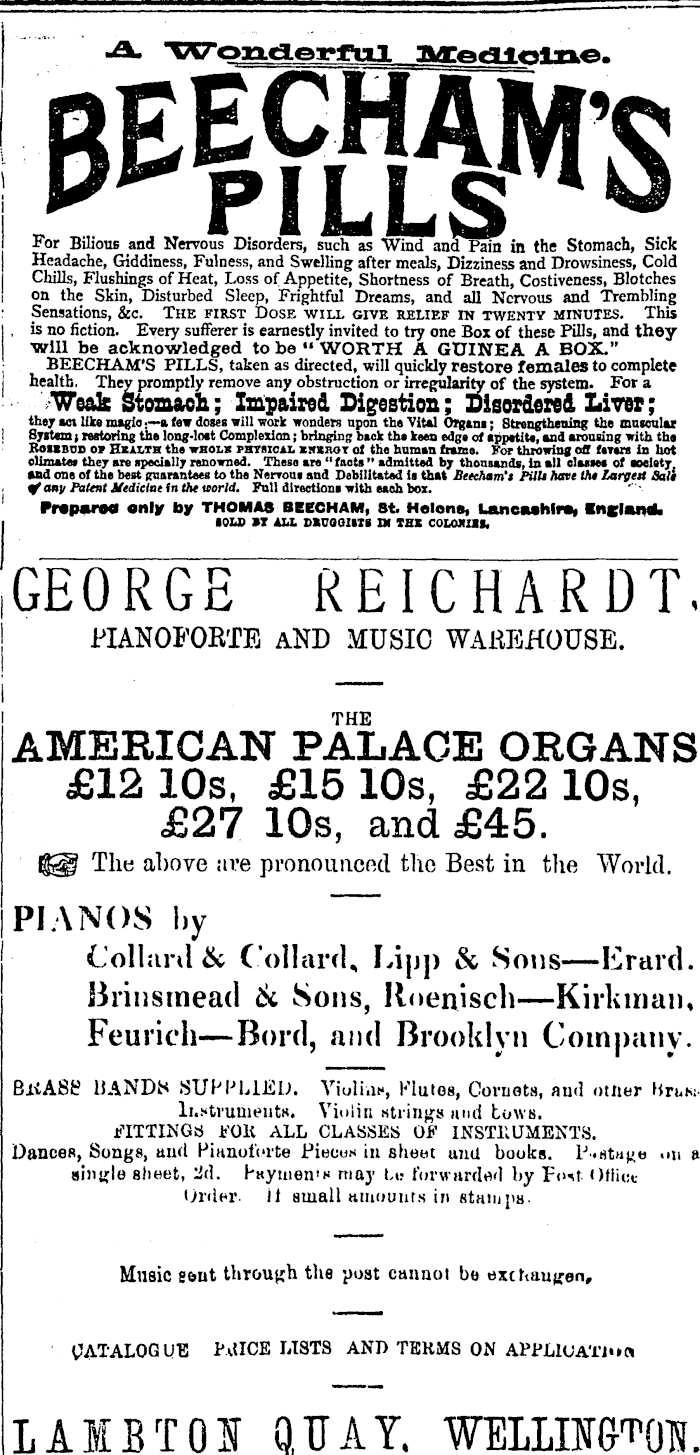 A Wonderful Medicine.
BEECHAM'S
PILLS
For Bilious and Nervous Disorders, such as Wind and Pain in the Stomach, Sick
Headache, Giddiness, Fulness, and Swelling after meals, Dizziness and Drowsiness, Cold
Chills, Flushings of Heat, Loss of Appetite, Shortness of Breath, Costiveness, Blotches
on the Skin, Disturbed Sleep, Frightful Dreams, and all Nervous and Trembling
Sensations, &c. THE FIRST DOSE WILL GIVE RELIEF IN TWENTY MINUTES. This
is no fiction. Every sufferer is earnestly invited to try one Box of these Pills, and they
will be acknowledged to be "WORTH A GUINEA A BOX."
BEECHAM'S PILLS, taken as directed, will quickly restore females to complete
health. They promptly remove any obstruction or irregularity of the system. For a
Weak Stomach; Impaired Digestion; Disordered Liver;
they act like magic:—a few doses will work wonders upon the Vital Organs; Strengthening the muscular
System; restoring the long-lost Complexion; bringing back the keen edge of appetite, and arousing with the
ROSEBUD OF HEALTH the WHOLE PHYSICAL ENERGY of the human frame. For throwing off fevers in hot
climates they are specially renowned. These are "facts" admitted by thousands, in all classes of society,
and one of the best guarantees to the Nervous and Debilitated is that Beecham's Pills have the Largest Sale
of any Patent Medicine in the world. Full directions with each box.
Prepared only by THOMAS BEECHAM, St. Helens, Lancashire, England.
SOLD BY ALL DRUGGISTS IN THE COLONIES.
GEORGE REICHARDT.
PIANOFORTE AND MUSIC WAREHOUSE.
THE
AMERICAN PALACE ORGANS
£12 10s, £15 10s, £22 10s,
£27 10s, and £45.
The above are pronounced the Best in the World.
PIANOS by
Collard & Collard, Lipp & Sons—Erard.
Brinsmead & Sons, Roenisch—Kirkman,
Feurich—Bord, and Brooklyn Company.
BRASS BANDS SUPPLIED. Violins, Flutes, Cornets, and other Brass
Instruments. Violin strings and bows.
FITTINGS FOR ALL CLASSES OF INSTRUMENTS.
Dances, Songs, and Pianoforte Pieces in sheet and books. Postage on a
single sheet, 2d. Payments may be forwarded by Post Office
Order. If small amounts in stamps.
Music sent through the post cannot be exchanged.
CATALOGUE PRICE LISTS AND TERMS ON APPLICATION
LAMBTON QUAY, WELLINGTON.